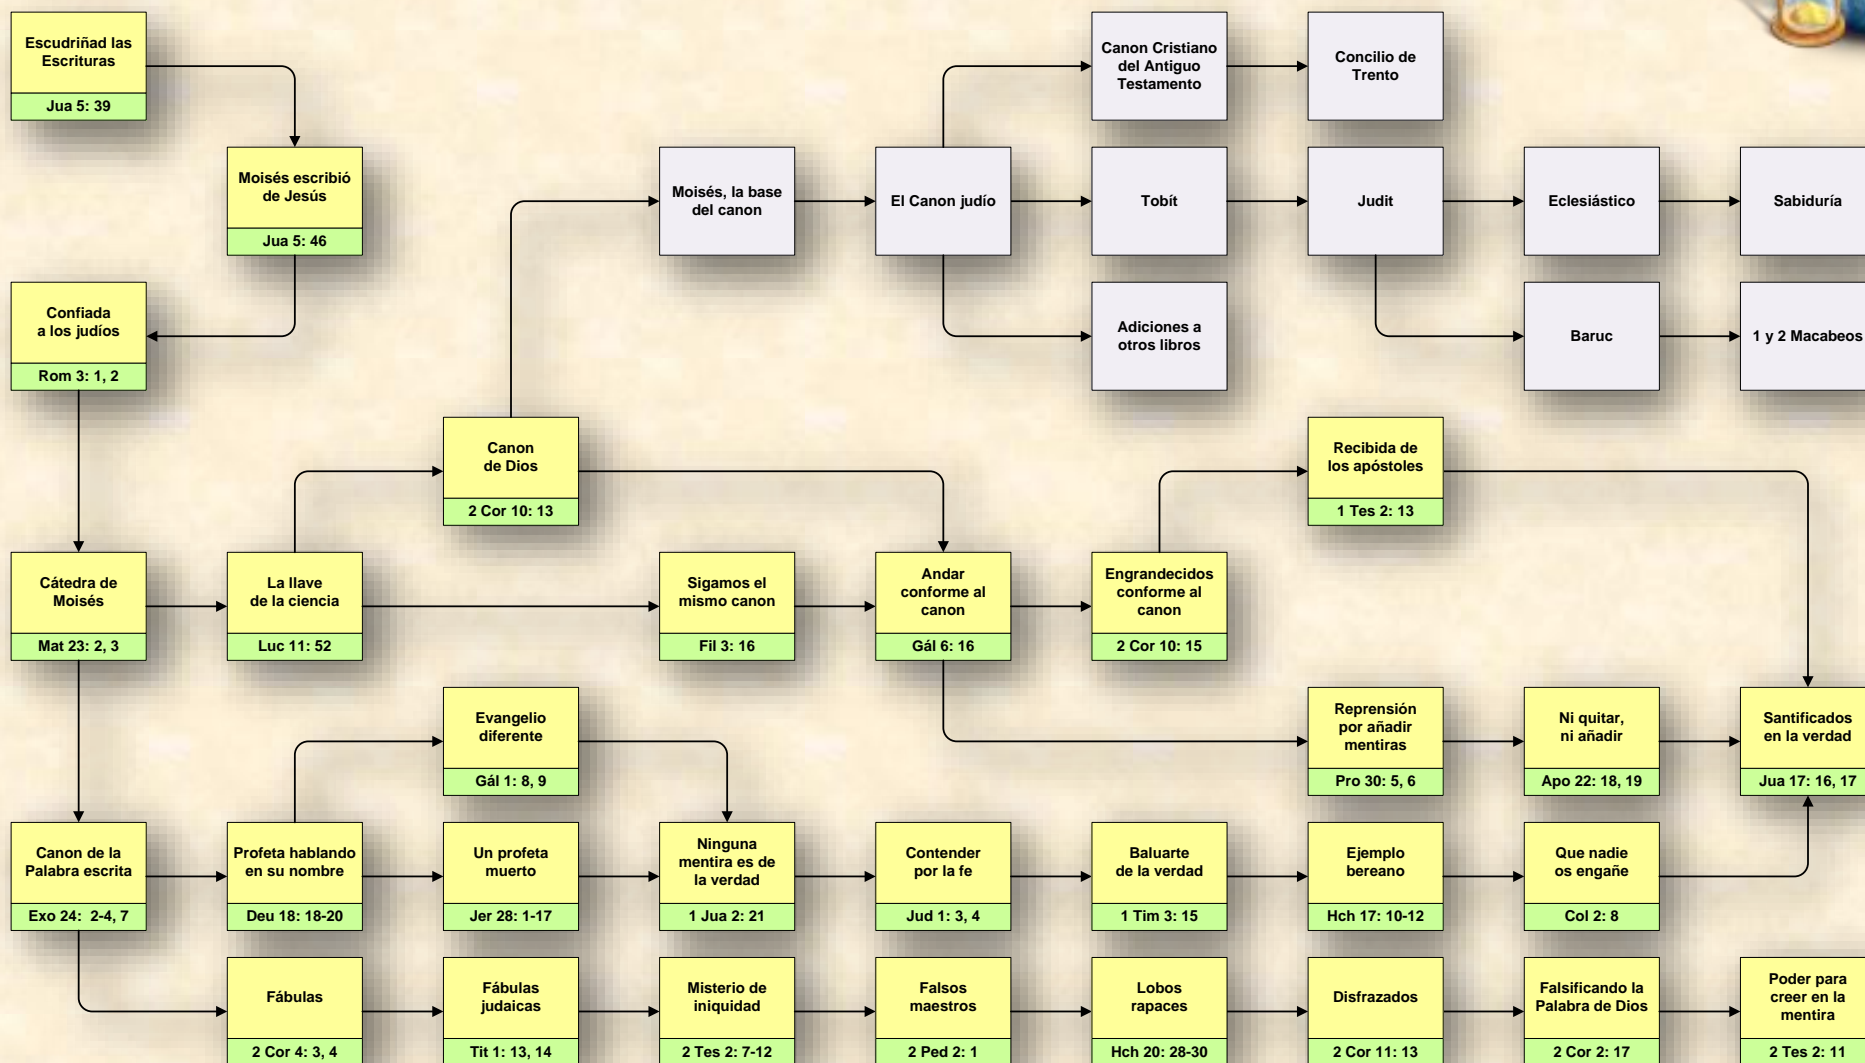 Escudriñad las
Escrituras
Jua 5: 39
Canon Cristiano
del Antiguo
Testamento
Concilio de
Trento
Moisés escribió
de Jesús
Jua 5: 46
Moisés, la base
del canon
El Canon judío
Tobít
Judit
Eclesiástico
Sabiduría
Confiada
a los judíos
Rom 3: 1, 2
Adiciones a
otros libros
Baruc
1 y 2 Macabeos
Canon
de Dios
2 Cor 10: 13
Recibida de
los apóstoles
1 Tes 2: 13
Cátedra de
Moisés
Mat 23: 2, 3
La llave
de la ciencia
Luc 11: 52
Sigamos el
mismo canon
Fil 3: 16
Andar
conforme al
canon
Gál 6: 16
Engrandecidos
conforme al
canon
2 Cor 10: 15
Evangelio
diferente
Gál 1: 8, 9
Reprensión
por añadir
mentiras
Pro 30: 5, 6
Ni quitar,
ni añadir
Apo 22: 18, 19
Santificados
en la verdad
Jua 17: 16, 17
Canon de la
Palabra escrita
Exo 24:  2-4, 7
Profeta hablando
en su nombre
Deu 18: 18-20
Un profeta
muerto
Jer 28: 1-17
Ninguna
mentira es de
la verdad
1 Jua 2: 21
Contender
por la fe
Jud 1: 3, 4
Baluarte
de la verdad
1 Tim 3: 15
Ejemplo
bereano
Hch 17: 10-12
Que nadie
os engañe
Col 2: 8
Fábulas
2 Cor 4: 3, 4
Fábulas
judaicas
Tit 1: 13, 14
Misterio de
iniquidad
2 Tes 2: 7-12
Falsos
maestros
2 Ped 2: 1
Lobos
rapaces
Hch 20: 28-30
Disfrazados
2 Cor 11: 13
Falsificando la
Palabra de Dios
2 Cor 2: 17
Poder para
creer en la
mentira
2 Tes 2: 11